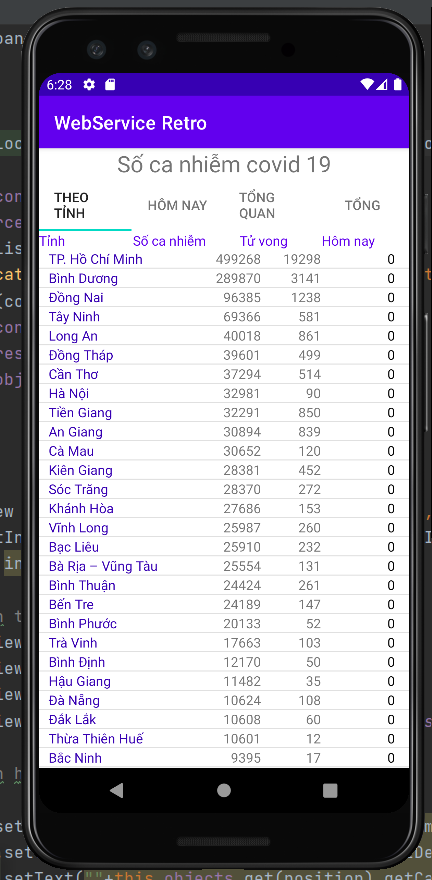 6:28
WebService Retro
Số ca nhiễm covid 19
THEO TỈNH HÔM NAY TỔNG QUAN TỔNG
Tỉnh Số ca nhiễm Tử vong Hôm nay
TP. Hồ Chí Minh 499268 19298 0
Bình Dương 289870 3141 0
Đồng Nai 96385 1238 0
Tây Ninh 69366 581 0
Long An 40018 861 0
Đồng Tháp 39601 499 0
Cần Thơ 37294 514 0
Hà Nội 32981 90 0
Tiền Giang 32291 850 0
An Giang 30894 839 0
Cà Mau 30652 120 0
Kiên Giang 28381 452 0
Sóc Trăng 28370 272 0
Khánh Hòa 27686 153 0
Vĩnh Long 25987 260 0
Bạc Liêu 25910 232 0
Bà Rịa – Vũng Tàu 25554 131 0
Bình Thuận 24424 261 0
Bến Tre 24189 147 0
Bình Phước 20133 52 0
Trà Vinh 17663 103 0
Bình Định 12170 50 0
Hậu Giang 11482 35 0
Đà Nẵng 10624 108 0
Đắk Lắk 10608 60 0
Thừa Thiên Huế 10601 12 0
Bắc Ninh 9395 17 0
setText(""+this.objects.get(position).getCa